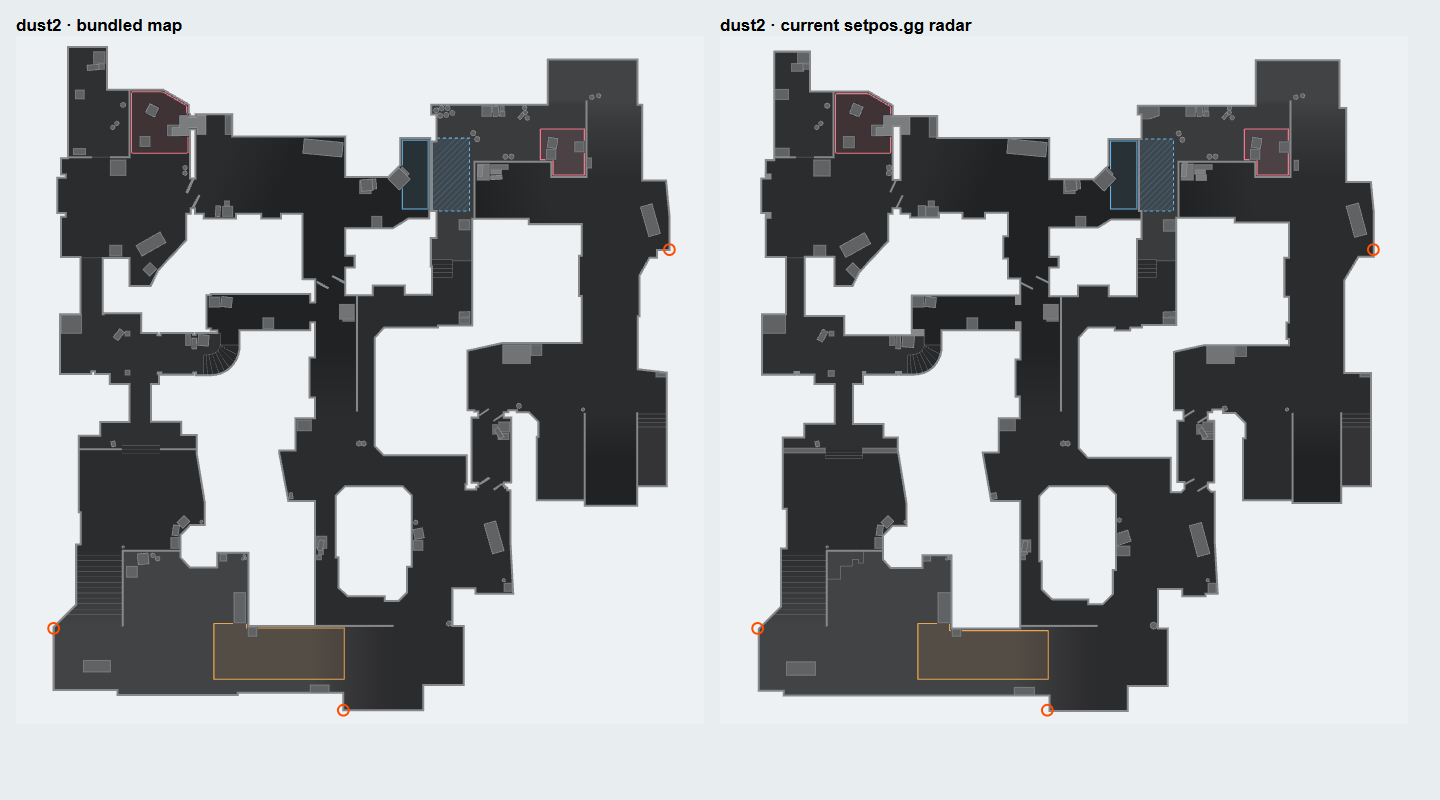 dust2 · bundled map
dust2 · current setpos.gg radar